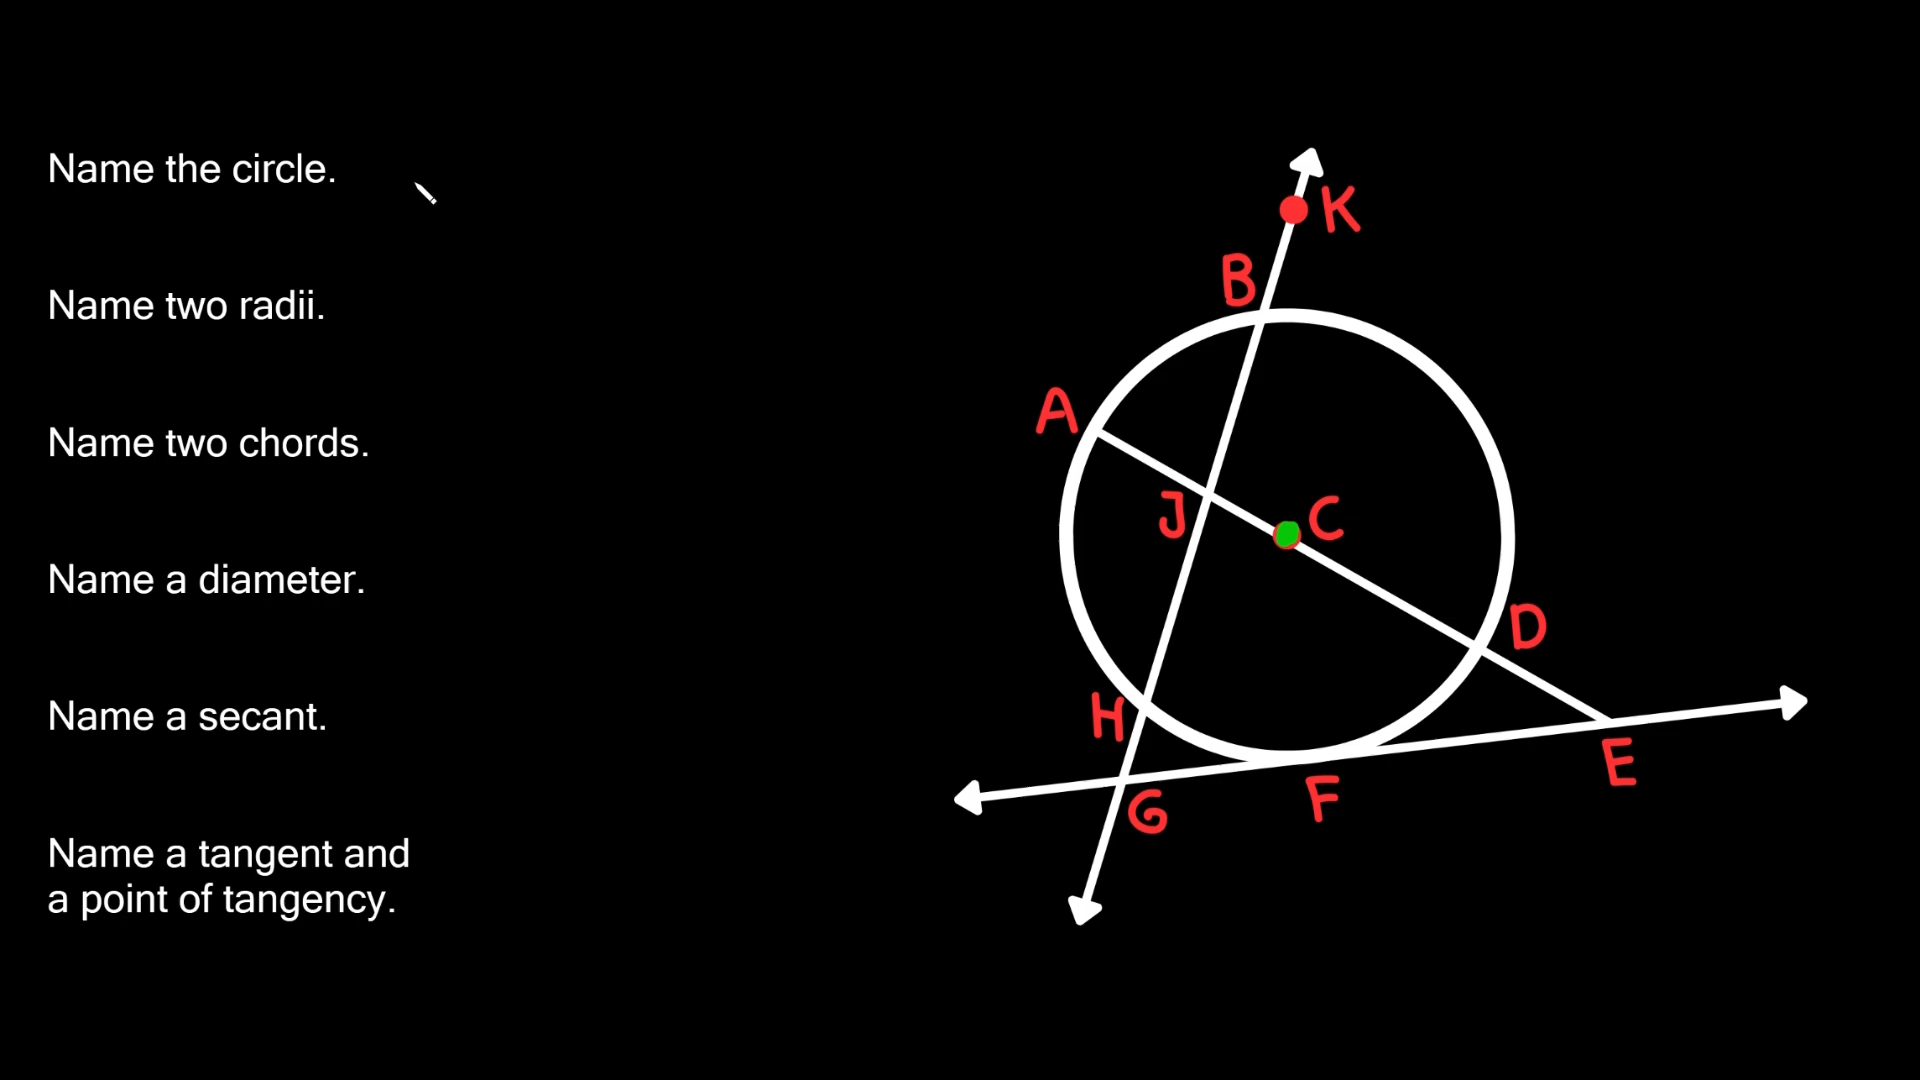 Name the circle.
Name two radii.
Name two chords.
Name a diameter.
Name a secant.
Name a tangent and
a point of tangency.
K
B
A
J
C
D
H
G
F
E